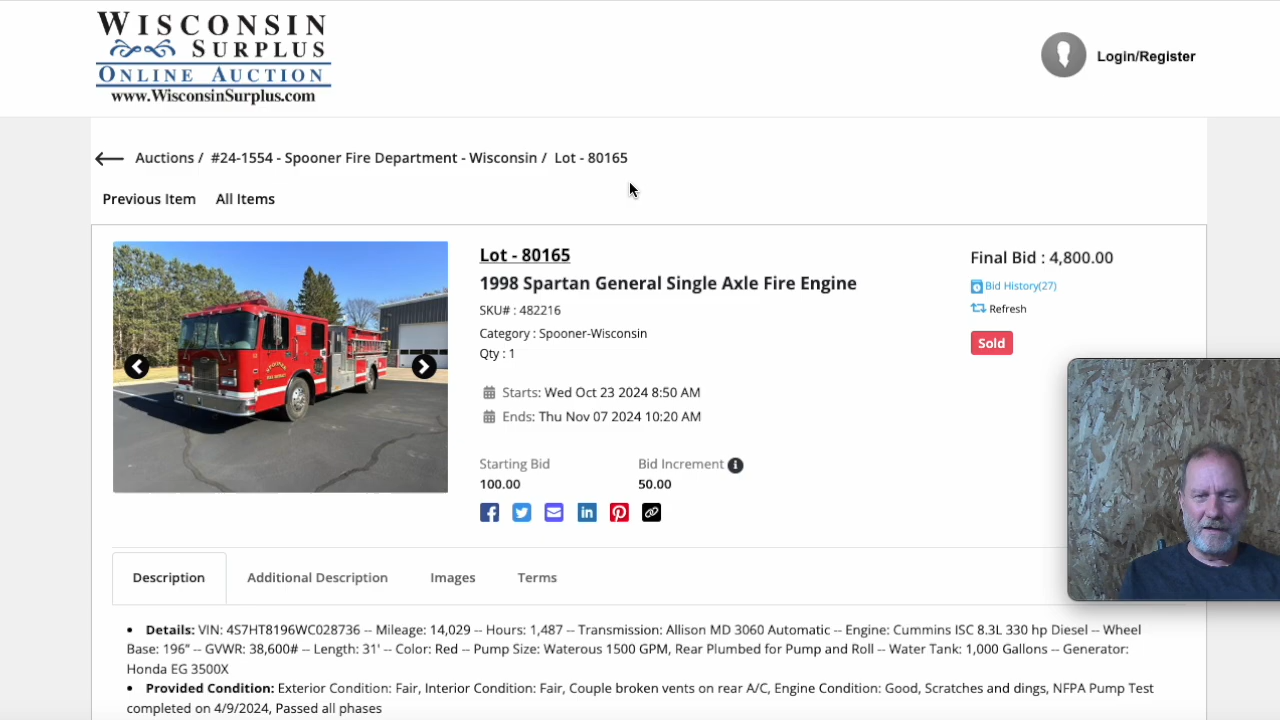 WISCONSIN
SURPLUS
ONLINE AUCTION
www.WisconsinSurplus.com
Login/Register
Auctions / #24-1554 - Spooner Fire Department - Wisconsin / Lot - 80165
Previous Item All Items
Lot - 80165
1998 Spartan General Single Axle Fire Engine
SKU# : 482216
Category : Spooner-Wisconsin
Qty : 1
Starts: Wed Oct 23 2024 8:50 AM
Ends: Thu Nov 07 2024 10:20 AM
Starting Bid Bid Increment
100.00 50.00
Final Bid : 4,800.00
Bid History(27)
Refresh
Sold
SPOONER
Description Additional Description Images Terms
• Details: VIN: 4S7HT8196WC028736 -- Mileage: 14,029 -- Hours: 1,487 -- Transmission: Allison MD 3060 Automatic -- Engine: Cummins ISC 8.3L 330 hp Diesel -- Wheel
Base: 196" -- GVWR: 38,600# -- Length: 31' -- Color: Red -- Pump Size: Waterous 1500 GPM, Rear Plumbed for Pump and Roll -- Water Tank: 1,000 Gallons -- Generator:
Honda EG 3500X
• Provided Condition: Exterior Condition: Fair, Interior Condition: Fair, Couple broken vents on rear A/C, Engine Condition: Good, Scratches and dings, NFPA Pump Test
completed on 4/9/2024, Passed all phases